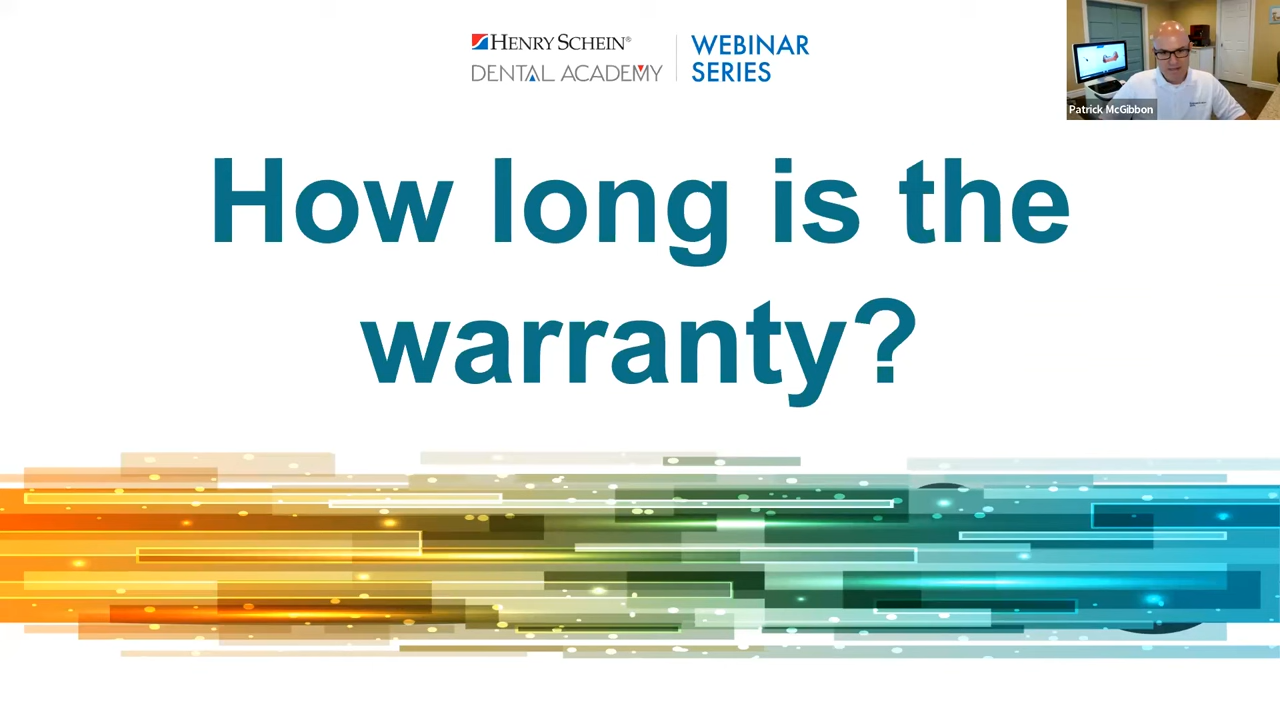 HENRY SCHEIN®
DENTAL ACADEMY
WEBINAR
SERIES
Patrick McGibbon
How long is the
warranty?